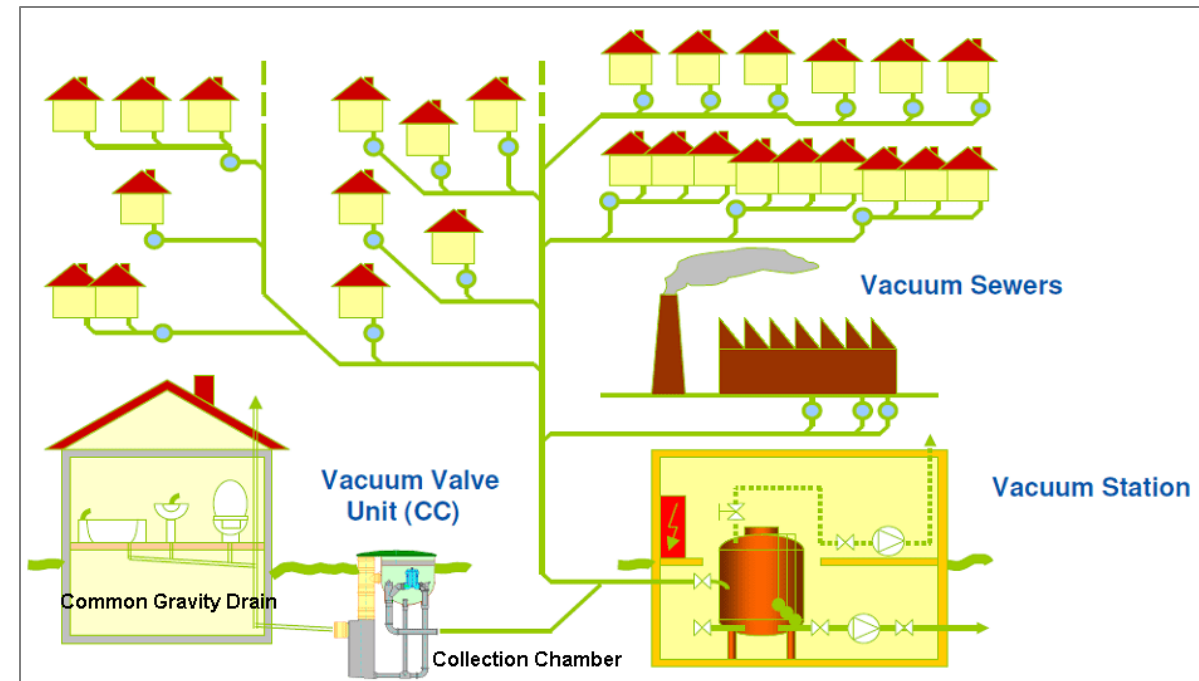 Vacuum Sewers
Vacuum Valve
Unit (CC)
Vacuum Station
Common Gravity Drain
Collection Chamber